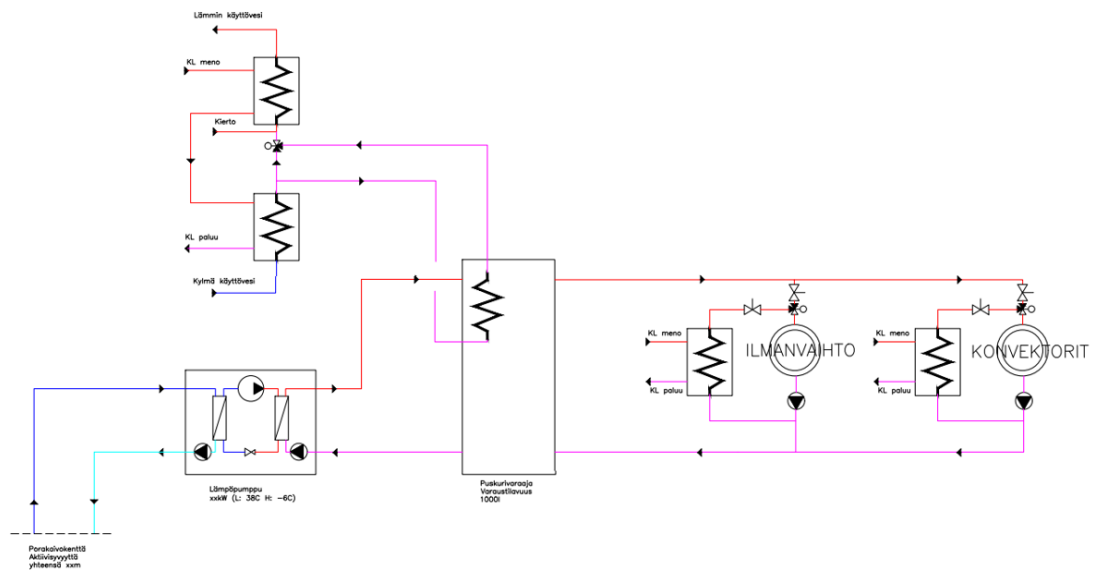 Lämmin käyttövesi
KL meno
Kierto
KL paluu
Kylmä käyttövesi
KL meno
ILMANVAIHTO
KL paluu
KL meno
KONVEKTORIT
KL paluu
Lämpöpumppu
xxkW (L: 38C H: -6C)
Puskurivaraaja
Varaustilavuus
1000l
Porakaivokenttä
Aktiivisyvyyttä
yhteensä xxm